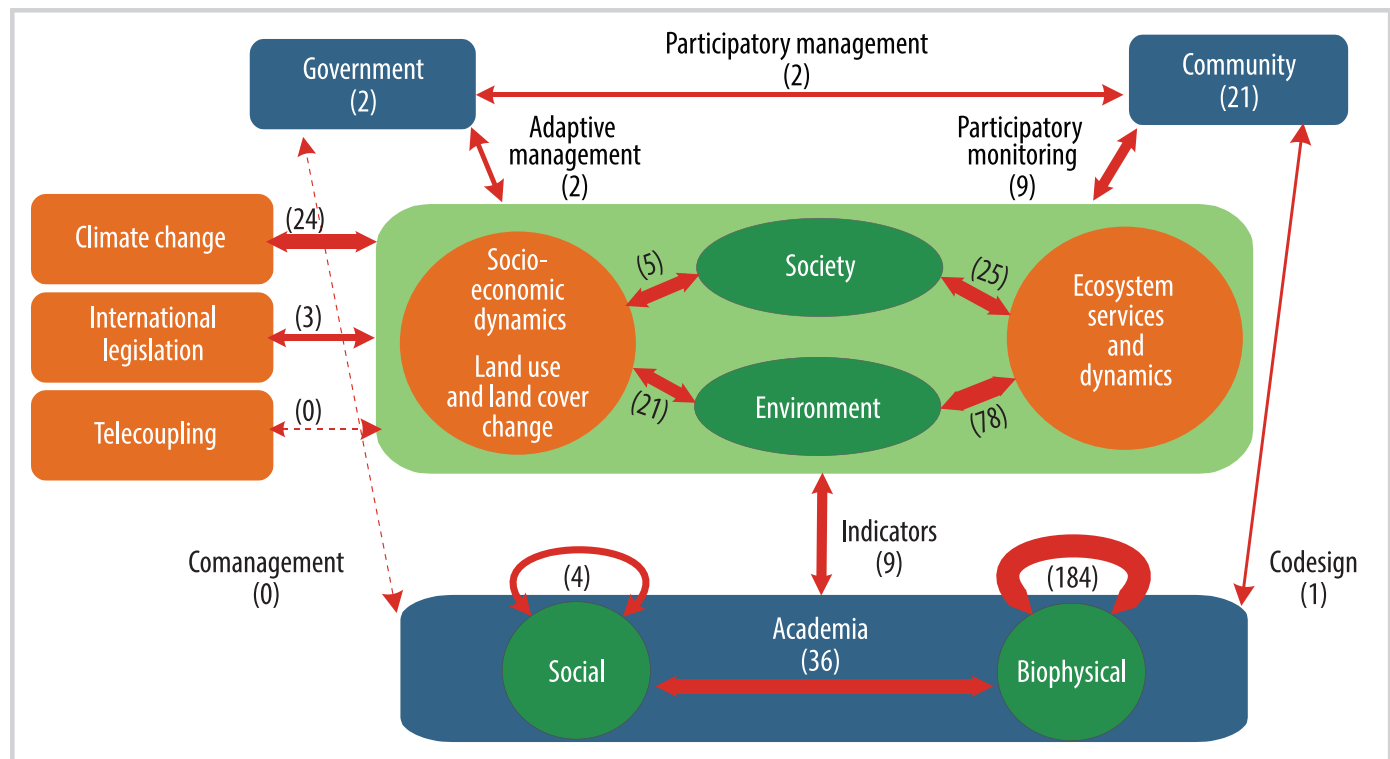 Participatory management
(2)
Government
(2)
Community
(21)
Adaptive
management
(2)
Participatory
monitoring
(9)
Climate change
(24)
International
legislation
(3)
Telecoupling
(0)
Socio-
economic
dynamics
Land use
and land cover
change
(5)
Society
(25)
(21)
Environment
(78)
Ecosystem
services
and
dynamics
Comanagement
(0)
Indicators
(9)
Codesign
(1)
(4)
(184)
Academia
(36)
Social
Biophysical